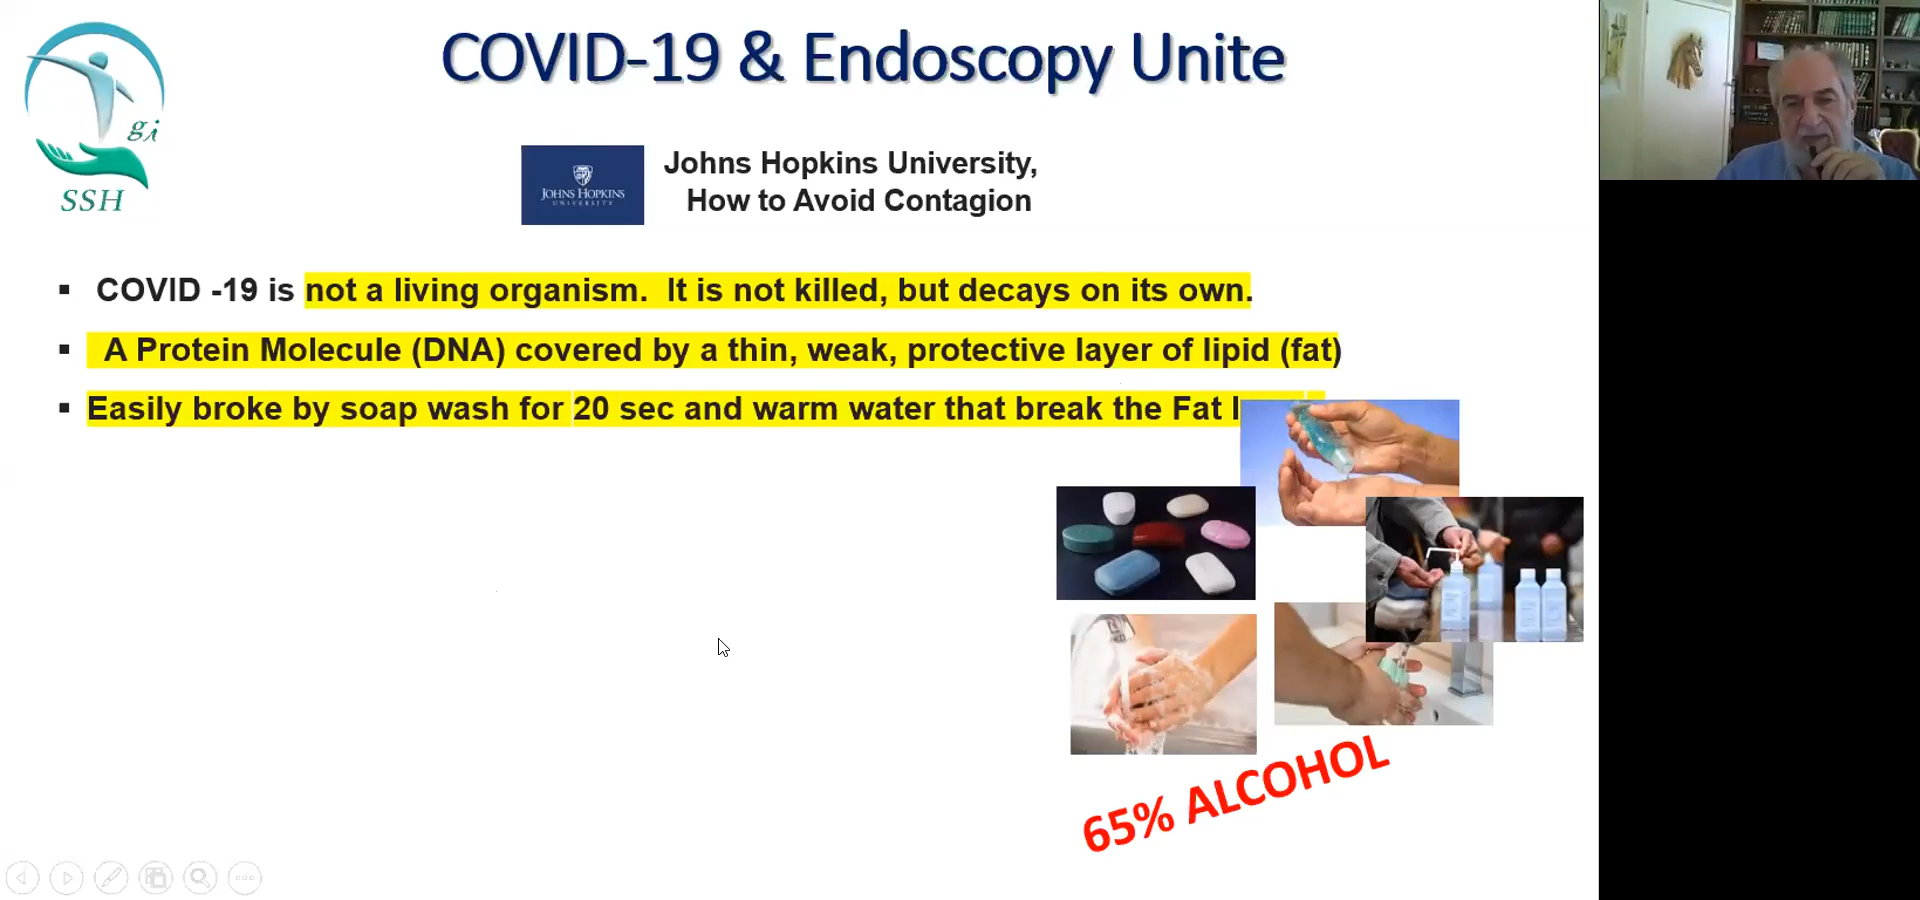 COVID-19 & Endoscopy Unite
gi
SSH
JOHNS HOPKINS
UNIVERSITY
Johns Hopkins University,
How to Avoid Contagion
▪ COVID -19 is not a living organism. It is not killed, but decays on its own.
▪ A Protein Molecule (DNA) covered by a thin, weak, protective layer of lipid (fat)
▪ Easily broke by soap wash for 20 sec and warm water that break the Fat
65% ALCOHOL